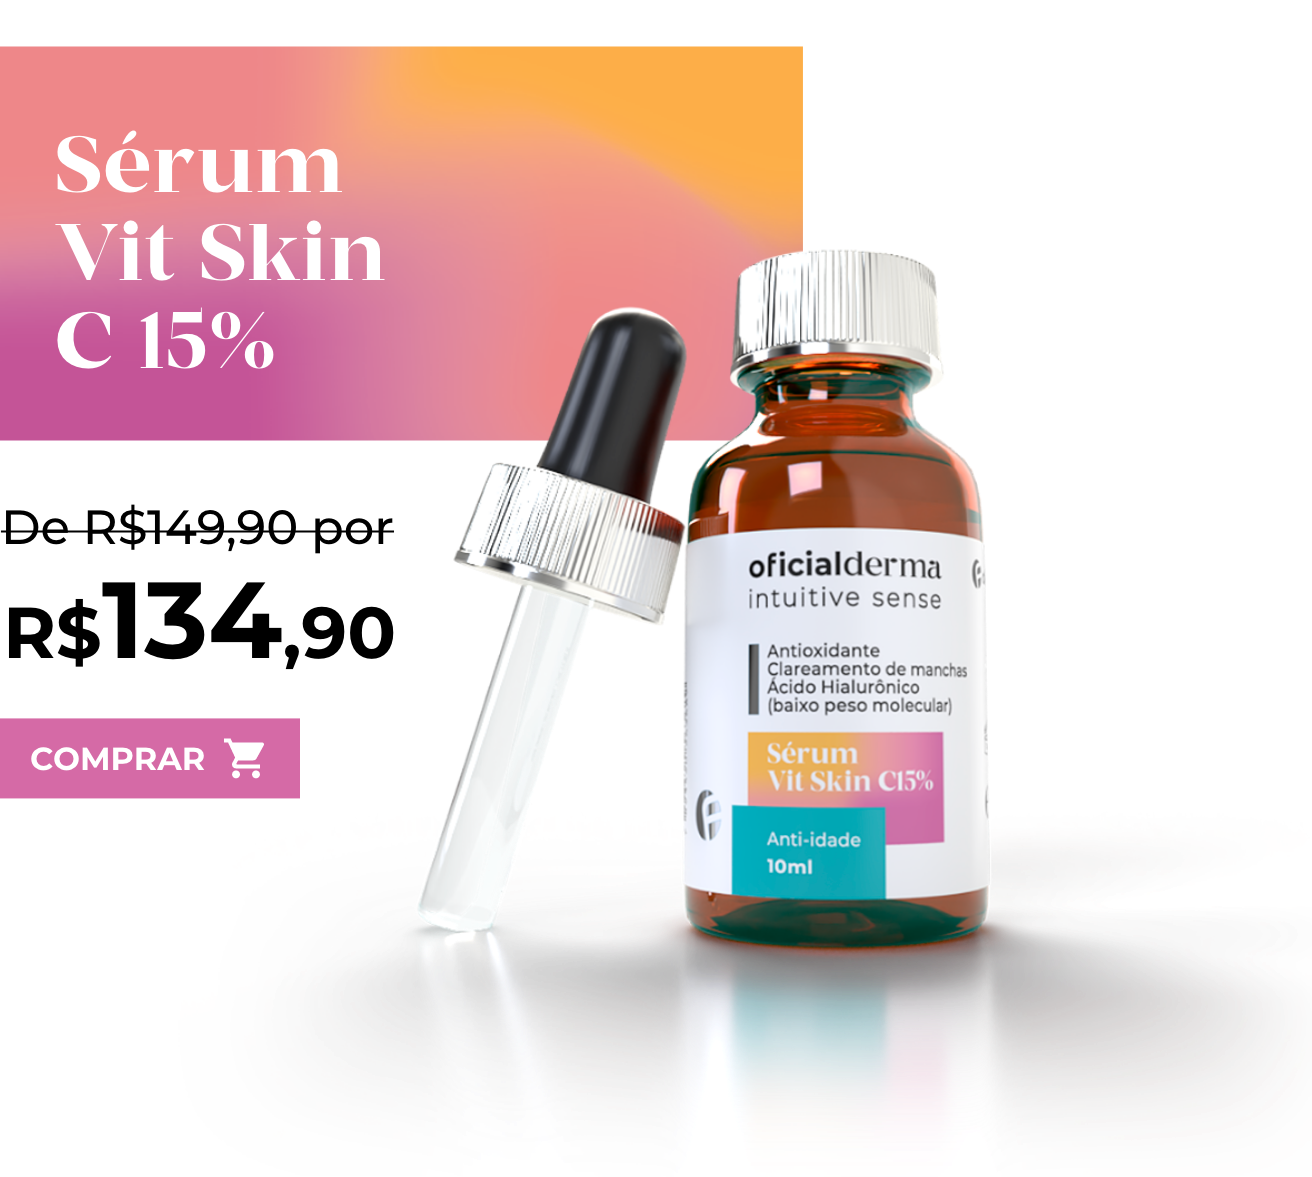 Sérum
Vit Skin
C 15%
De R$149,90 por
R$134,90
COMPRAR
oficialderma
intuitive sense
Antioxidante
Clareamento de manchas
Ácido Hialurônico
(baixo peso molecular)
Sérum
Vit Skin C15%
Anti-idade
10ml